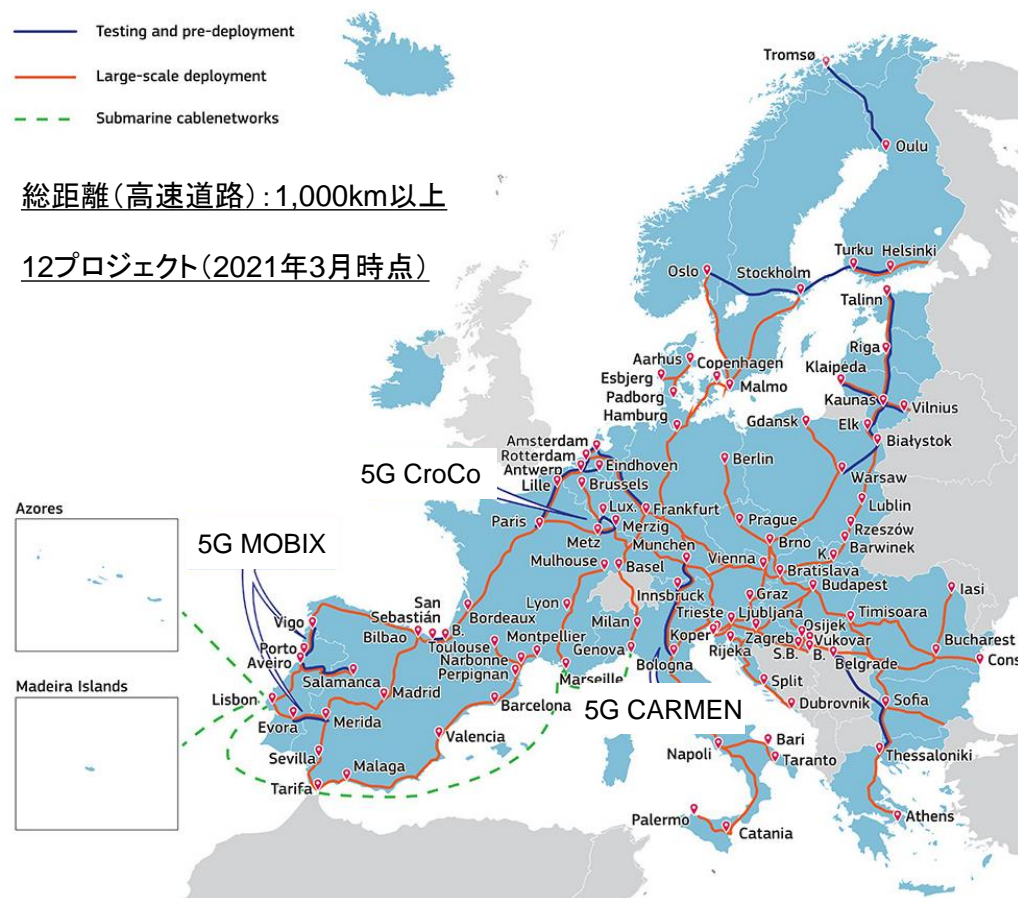 Testing and pre-deployment
Large-scale deployment
Submarine cablenetworks
総距離(高速道路):1,000km以上
12プロジェクト(2021年3月時点)
Tromsø
Oulu
Turku
Helsinki
Oslo
Stockholm
Talinn
Riga
Klaipeda
Kaunas
Vilnius
Aarhus
Copenhagen
Esbjerg
Padborg
Malmo
Hamburg
Gdansk
Elk
Białystok
Amsterdam
Rotterdam
Antwerp
Eindhoven
Lille
Brussels
Berlin
Warsaw
5G CroCo
Lux.
Frankfurt
Lublin
Paris
Merzig
Prague
Rzeszów
Metz
Brno
Barwinek
Azores
5G MOBIX
Mulhouse
Munchen
Basel
Vienna
K.
Bratislava
Innsbruck
Budapest
Iasi
Lyon
Graz
San
Sebastián
Bordeaux
Milan
Trieste
Ljubljana
Timisoara
Vigo
Bilbao
B.
Toulouse
Montpellier
Genova
Koper
Zagreb
Osijek
Vukovar
Bucharest
Porto
Aveiro
Narbonne
Perpignan
Marseille
Bologna
Rijeka
S.B.
B.
Belgrade
Cons
Salamanca
Madrid
Split
Madeira Islands
Lisbon
Barcelona
5G CARMEN
Dubrovnik
Sofia
Evora
Merida
Valencia
Sevilla
Napoli
Bari
Taranto
Thessaloniki
Malaga
Tarifa
Palermo
Catania
Athens